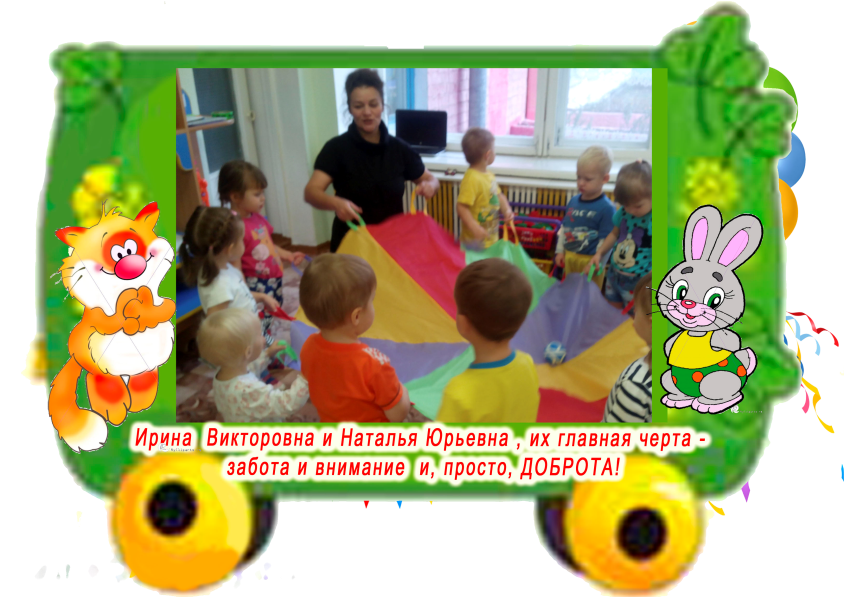 Ирина Викторовна и Наталья Юрьевна , их главная черта -
забота и внимание и, просто, ДОБРОТА!